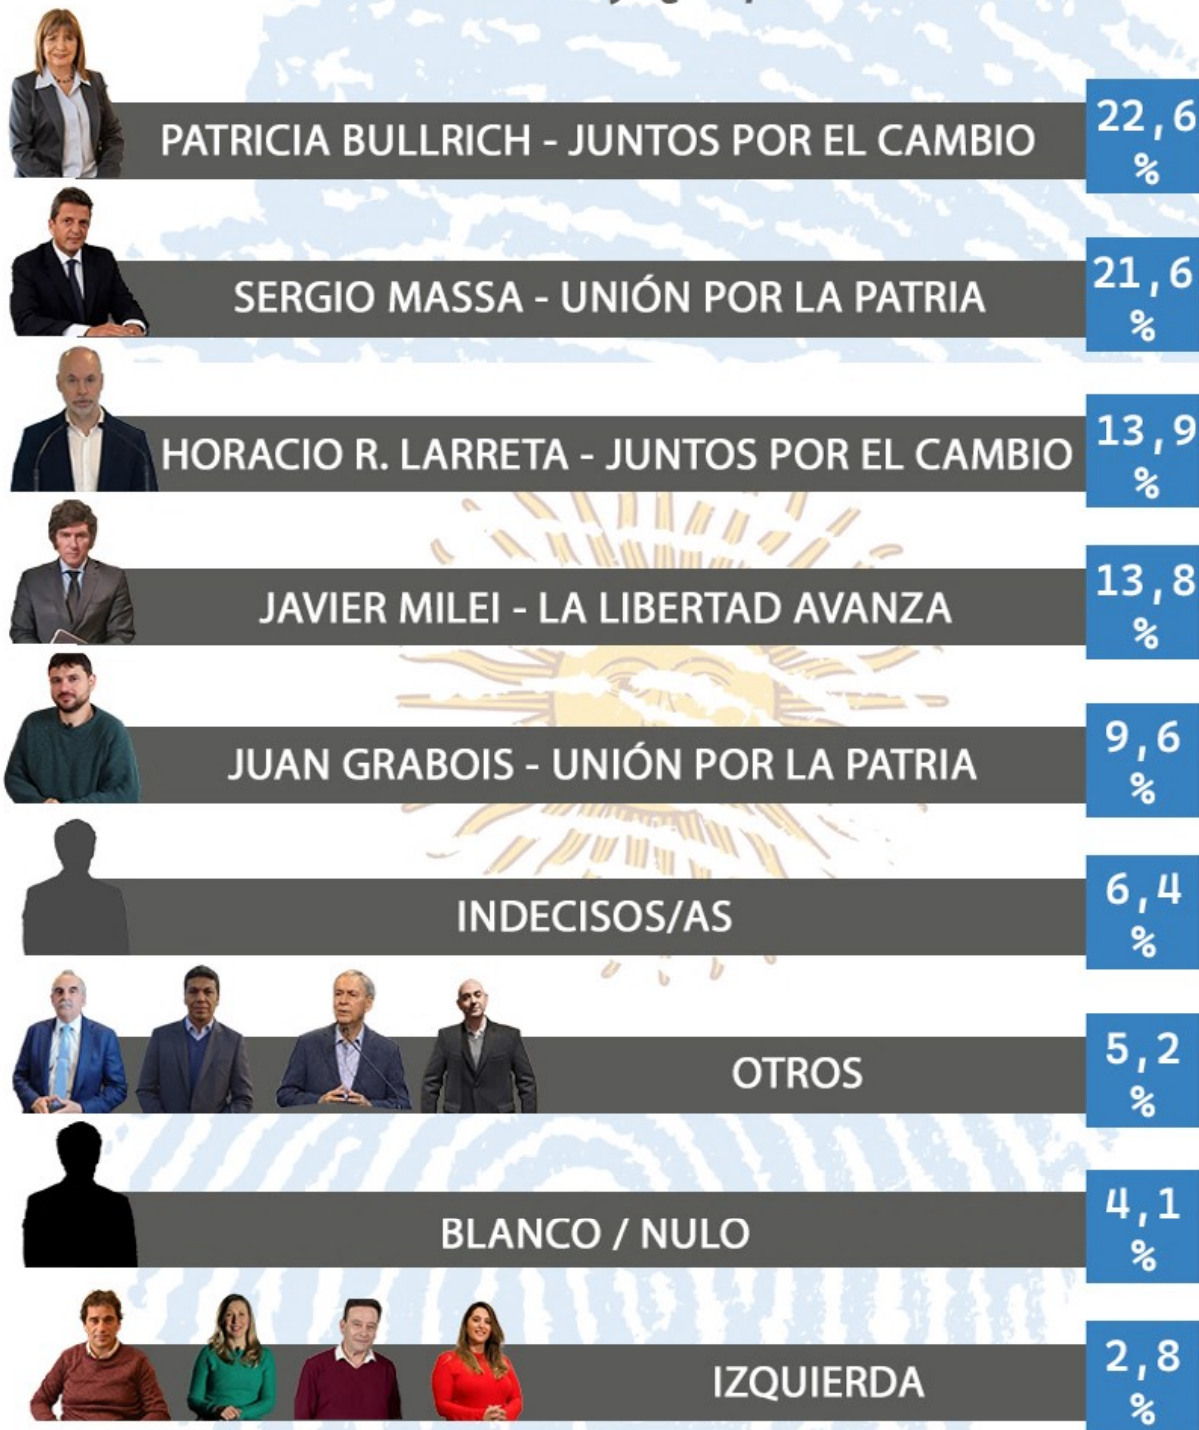 PATRICIA BULLRICH - JUNTOS POR EL CAMBIO
22,6
%
SERGIO MASSA - UNIÓN POR LA PATRIA
21,6
%
HORACIO R. LARRETA - JUNTOS POR EL CAMBIO
13,9
%
JAVIER MILEI - LA LIBERTAD AVANZA
13,8
%
JUAN GRABOIS - UNIÓN POR LA PATRIA
9,6
%
INDECISOS/AS
6,4
%
OTROS
5,2
%
BLANCO / NULO
4,1
%
IZQUIERDA
2,8
%